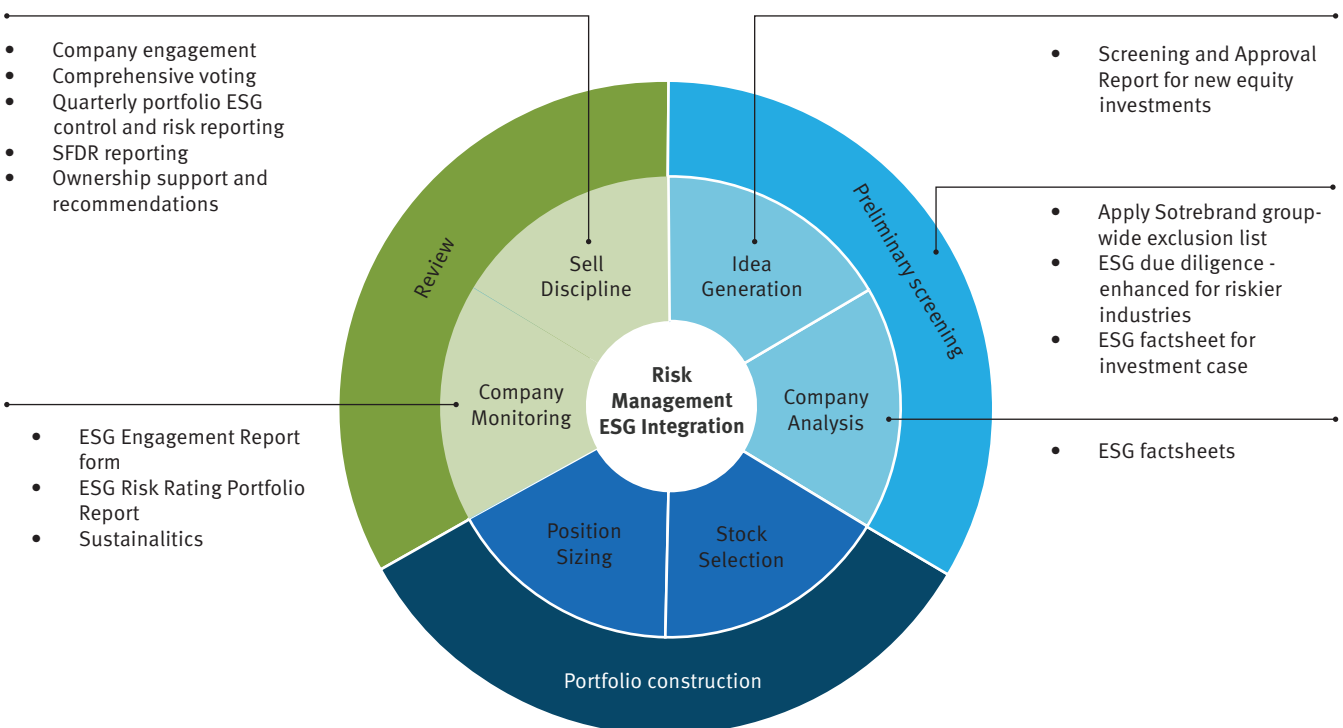 • Company engagement
• Comprehensive voting
• Quarterly portfolio ESG
control and risk reporting
• SFDR reporting
• Ownership support and
recommendations
• Screening and Approval
Report for new equity
investments
• Apply Sotrebrand group-
wide exclusion list
• ESG due diligence -
enhanced for riskier
industries
• ESG factsheet for
investment case
• ESG factsheets
• ESG Engagement Report
form
• ESG Risk Rating Portfolio
Report
• Sustainalitics
Review
Preliminary screening
Portfolio construction
Sell
Discipline
Idea
Generation
Company
Monitoring
Company
Analysis
Position
Sizing
Stock
Selection
Risk
Management
ESG Integration